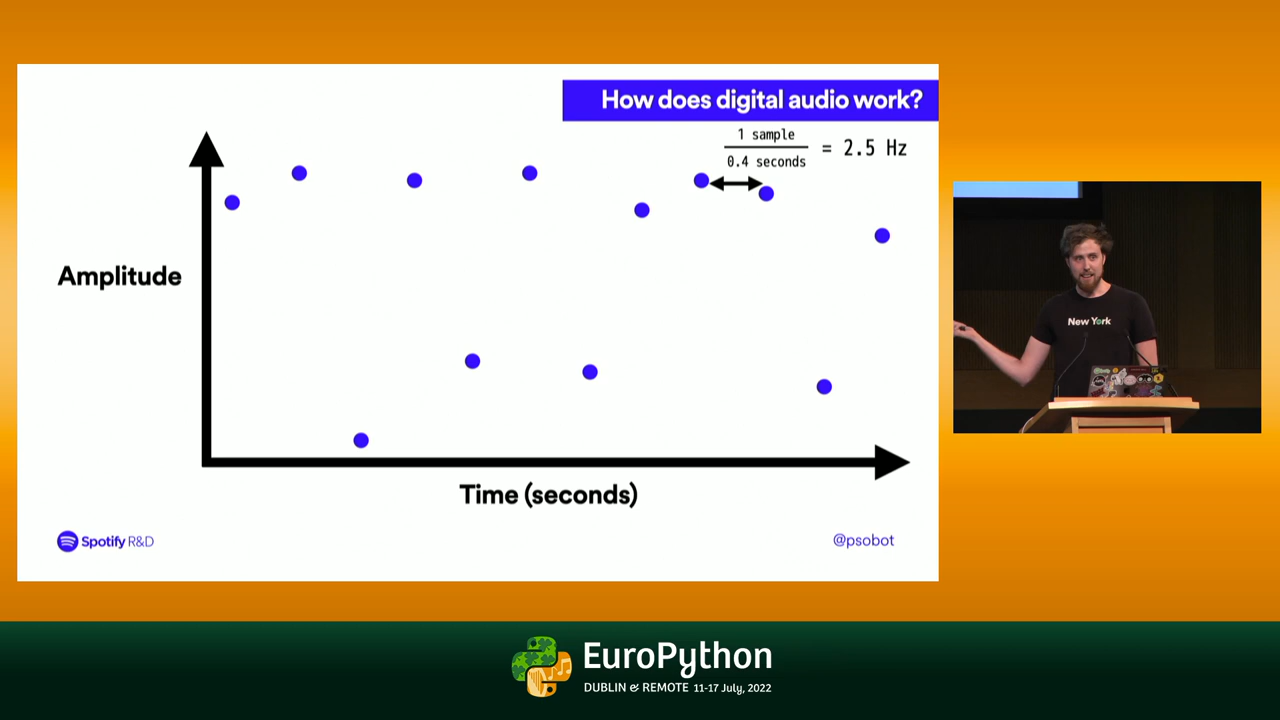 How does digital audio work?
1 sample
0.4 seconds
= 2.5 Hz
Amplitude
Time (seconds)
Spotify R&D
@psobot
New York
EuroPython
DUBLIN & REMOTE 11-17 July, 2022